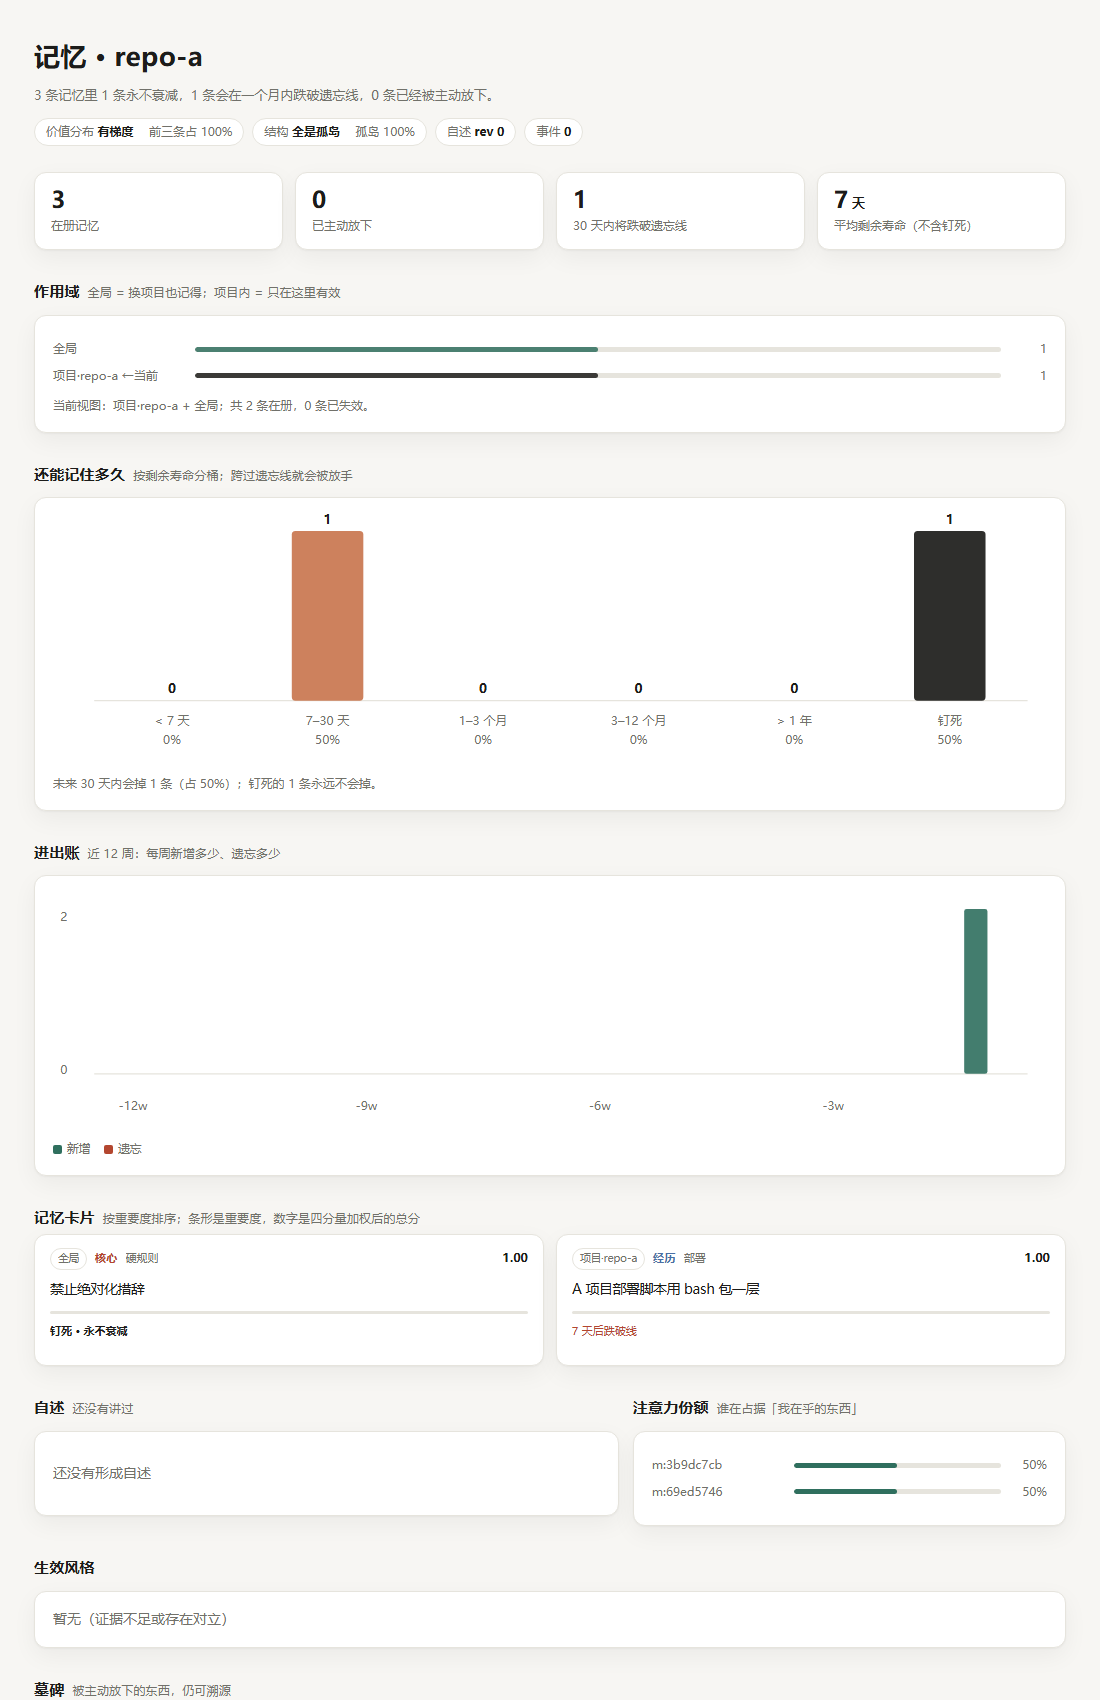 记忆 • repo-a
3 条记忆里 1 条永不衰减，1 条会在一个月内跌破遗忘线，0 条已经被主动放下。
价值分布 有梯度 前三条占 100% 结构 全是孤岛 孤岛 100% 自述 rev 0 事件 0
3 0 1 7 天
在册记忆 已主动放下 30 天内将跌破遗忘线 平均剩余寿命（不含钉死）
作用域 全局 = 换项目也记得；项目内 = 只在这里有效
全局 1
项目·repo-a ←当前 1
当前视图：项目·repo-a + 全局；共 2 条在册，0 条已失效。
还能记住多久 按剩余寿命分桶；跨过遗忘线就会被放手
1 1
0 0 0 0
< 7 天 7–30 天 1–3 个月 3–12 个月 > 1 年 钉死
0% 50% 0% 0% 0% 50%
未来 30 天内会掉 1 条（占 50%）；钉死的 1 条永远不会掉。
进出账 近 12 周：每周新增多少、遗忘多少
2
0
-12w -9w -6w -3w
新增 遗忘
记忆卡片 按重要度排序；条形是重要度，数字是四分量加权后的总分
全局 核心 硬规则 1.00 项目·repo-a 经历 部署 1.00
禁止绝对化措辞 A 项目部署脚本用 bash 包一层
钉死 • 永不衰减 7 天后跌破线
自述 还没有讲过 注意力份额 谁在占据「我在乎的东西」
还没有形成自述
m:3b9dc7cb 50%
m:69ed5746 50%
生效风格
暂无（证据不足或存在对立）
墓碑 被主动放下的东西，仍可溯源